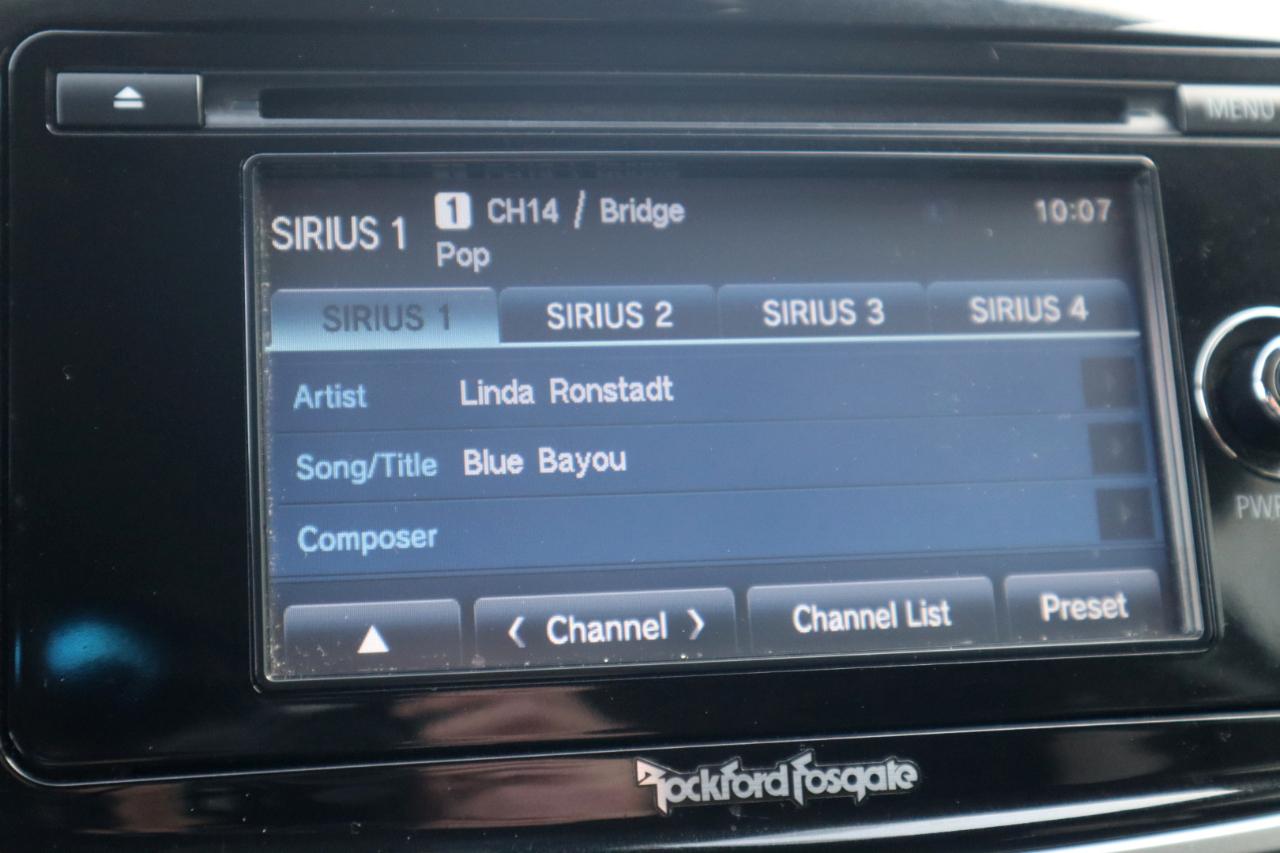 MENU
SIRIUS 1 1 CH14 / Bridge 10:07
Pop
SIRIUS 1 SIRIUS 2 SIRIUS 3 SIRIUS 4
Artist Linda Ronstadt
Song/Title Blue Bayou
Composer
Channel Channel List Preset
PWR
Rockford Fosgate